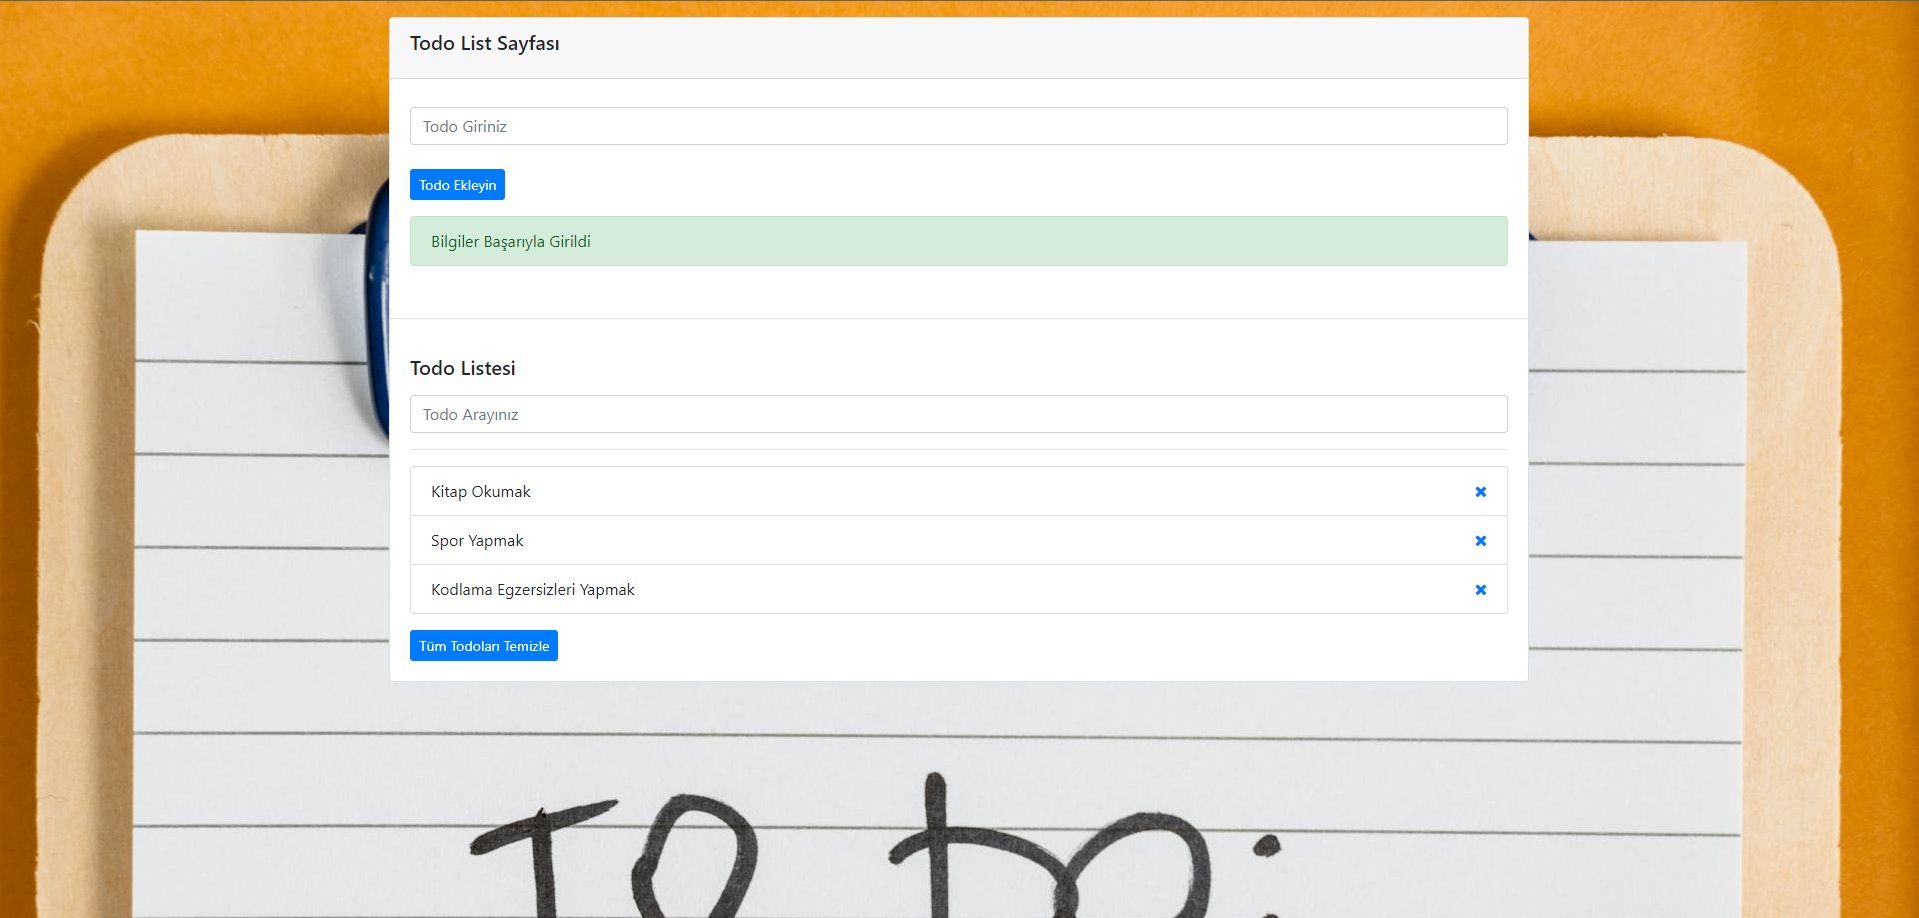 Todo List Sayfası
Todo Giriniz
Todo Ekleyin
Bilgiler Başarıyla Girildi
Todo Listesi
Todo Arayınız
Kitap Okumak
Spor Yapmak
Kodlama Egzersizleri Yapmak
Tüm Todoları Temizle
To Do: